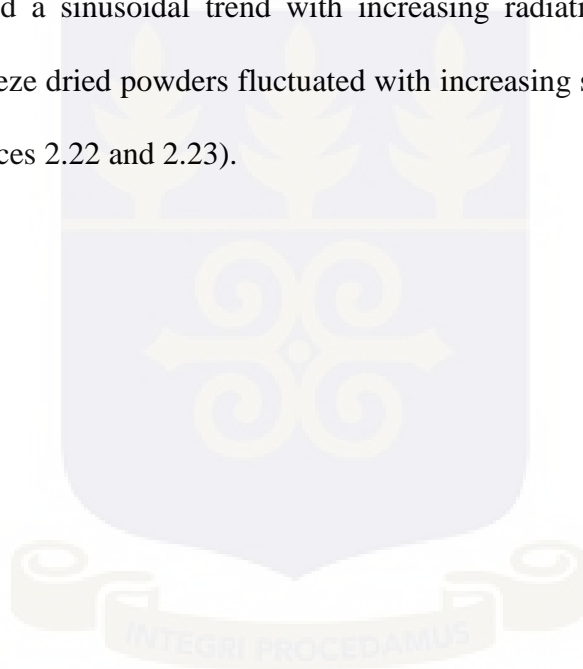 d a sinusoidal trend with increasing radiati
eze dried powders fluctuated with increasing s
ces 2.22 and 2.23).
INTEGRI PROCEDAMUS